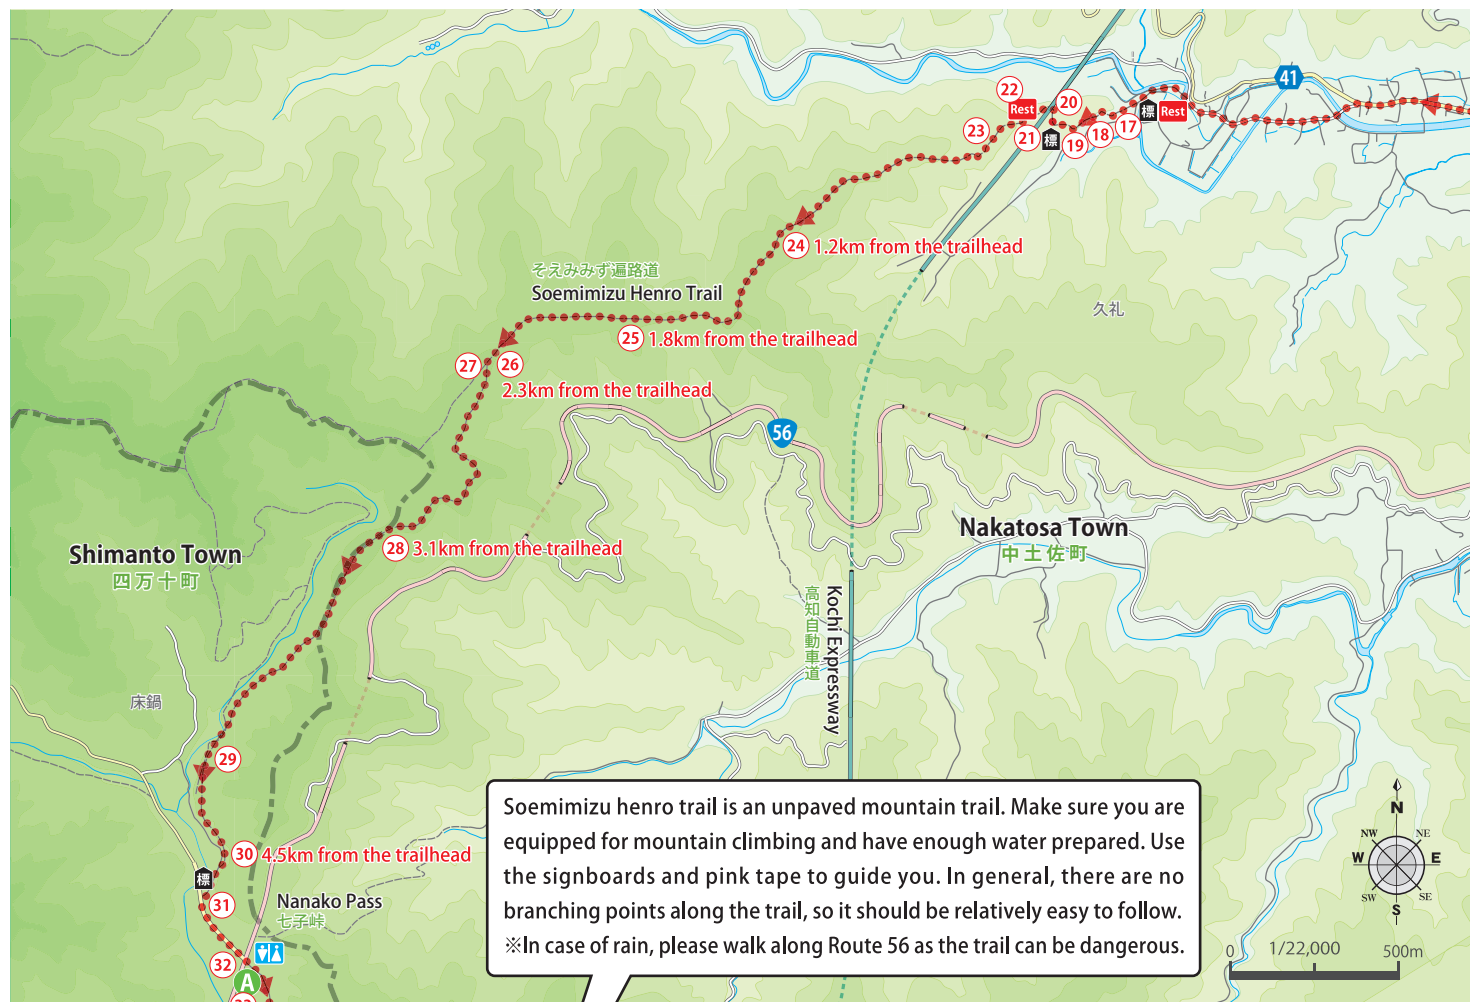 41
22
Rest
20
標
Rest
17
18
19
21
標
23
24 1.2km from the trailhead
そえみみず遍路道
Soemimizu Henro Trail
久礼
25 1.8km from the trailhead
27
26
2.3km from the trailhead
56
Shimanto Town
四万十町
28 3.1km from the trailhead
Nakatosa Town
中土佐町
Kochi Expressway
高知自動車道
床鍋
29
30 4.5km from the trailhead
標
31
Nanako Pass
七子峠
32
A
33
Soemimizu henro trail is an unpaved mountain trail. Make sure you are
equipped for mountain climbing and have enough water prepared. Use
the signboards and pink tape to guide you. In general, there are no
branching points along the trail, so it should be relatively easy to follow.
※In case of rain, please walk along Route 56 as the trail can be dangerous.
N
NW NE
W E
SW SE
S
0 1/22,000 500m